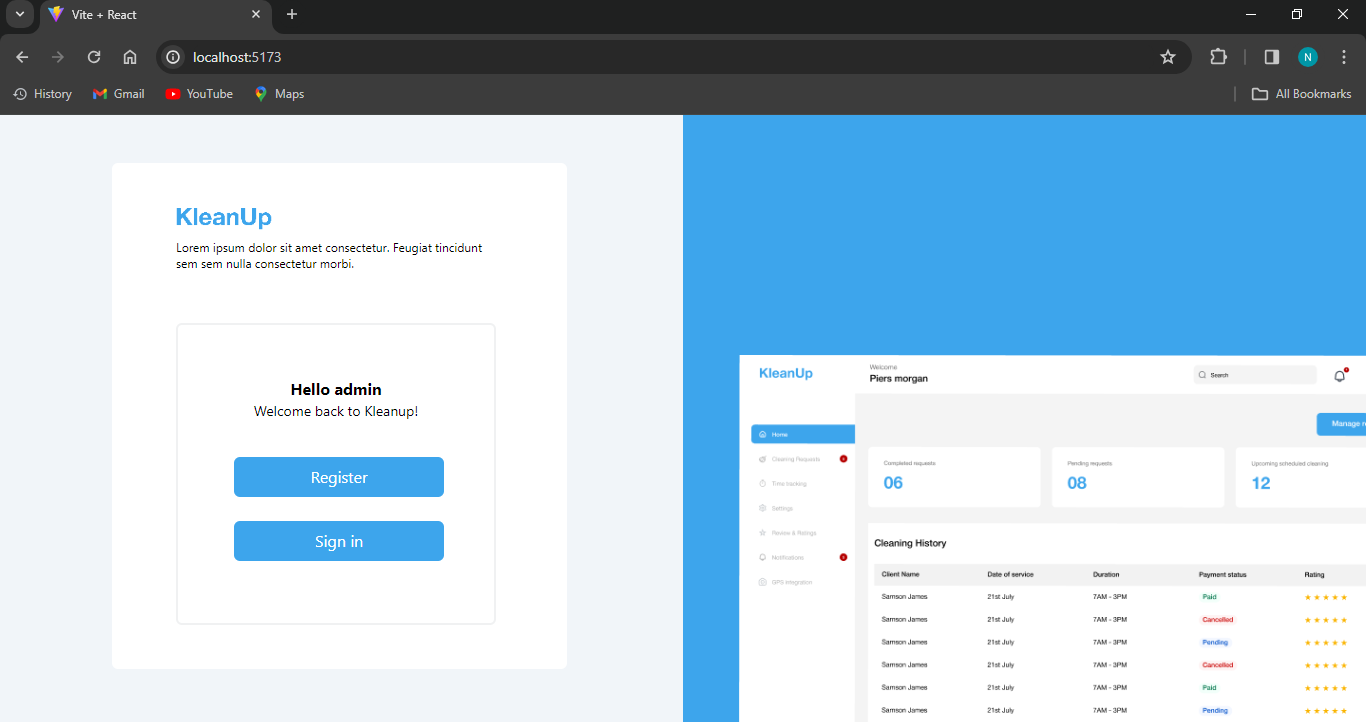 Vite + React
localhost:5173
N
History
Gmail
YouTube
Maps
All Bookmarks
KleanUp
Lorem ipsum dolor sit amet consectetur. Feugiat tincidunt
sem sem nulla consectetur morbi.
Hello admin
Welcome back to Kleanup!
Register
Sign in
KleanUp
Welcome
Piers morgan
Search
Manage
Home
Cleaning Requests
Time tracking
Settings
Review & Ratings
Notifications
GPS integration
Completed requests
06
Pending requests
08
Upcoming scheduled cleaning
12
Cleaning History
Client Name Date of service Duration Payment status Rating
Samson James 21st July 7AM - 3PM Paid
Samson James 21st July 7AM - 3PM Cancelled
Samson James 21st July 7AM - 3PM Pending
Samson James 21st July 7AM - 3PM Cancelled
Samson James 21st July 7AM - 3PM Paid
Samson James 21st July 7AM - 3PM Pending